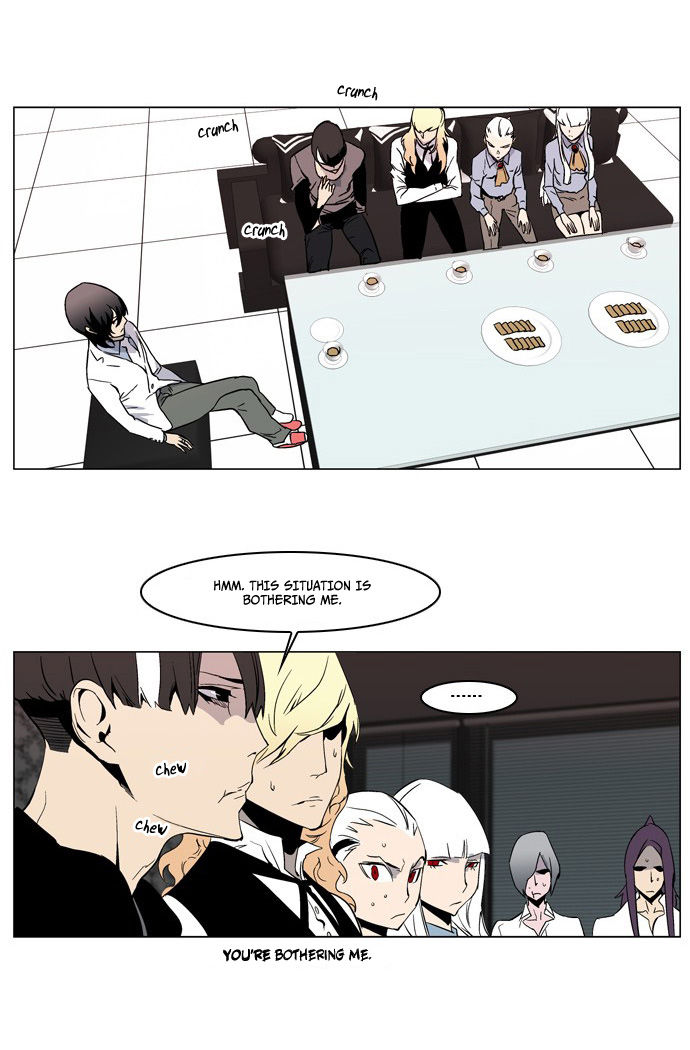 crunch
crunch
crunch
HMM. THIS SITUATION IS
BOTHERING ME.
------
chew
chew
YOU'RE BOTHERING ME.